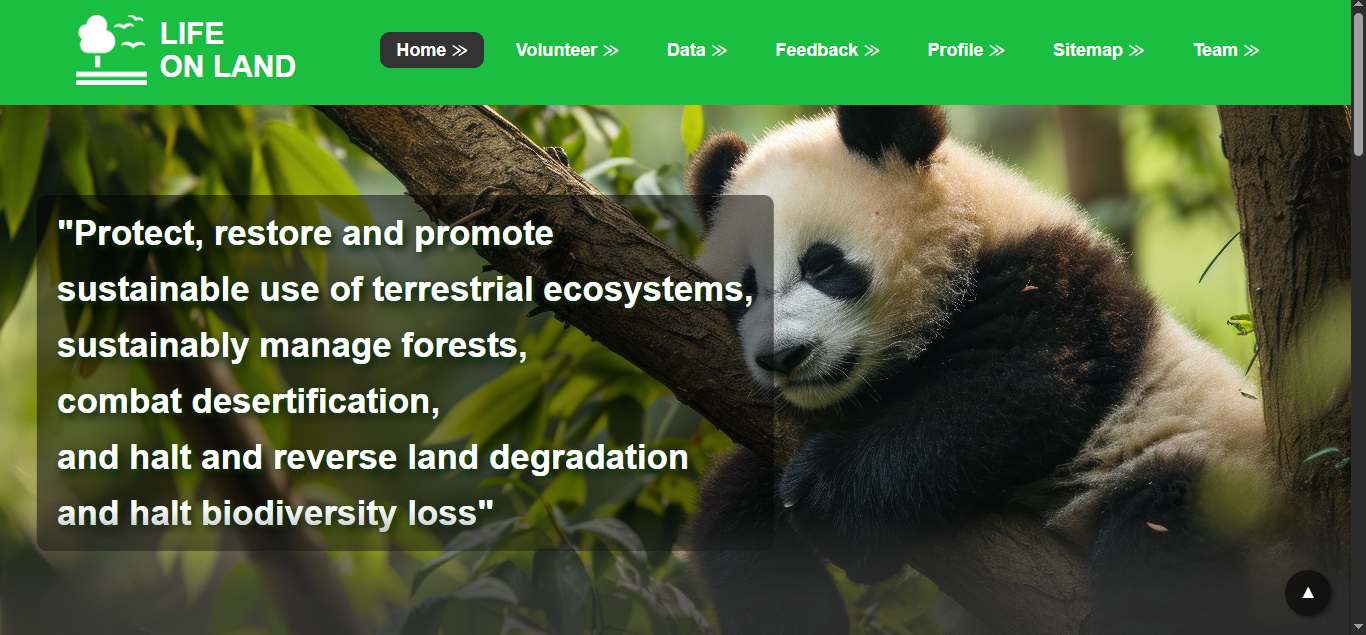 LIFE
ON LAND
Home ≫
Volunteer ≫
Data ≫
Feedback ≫
Profile ≫
Sitemap ≫
Team ≫
"Protect, restore and promote
sustainable use of terrestrial ecosystems,
sustainably manage forests,
combat desertification,
and halt and reverse land degradation
and halt biodiversity loss"
▲